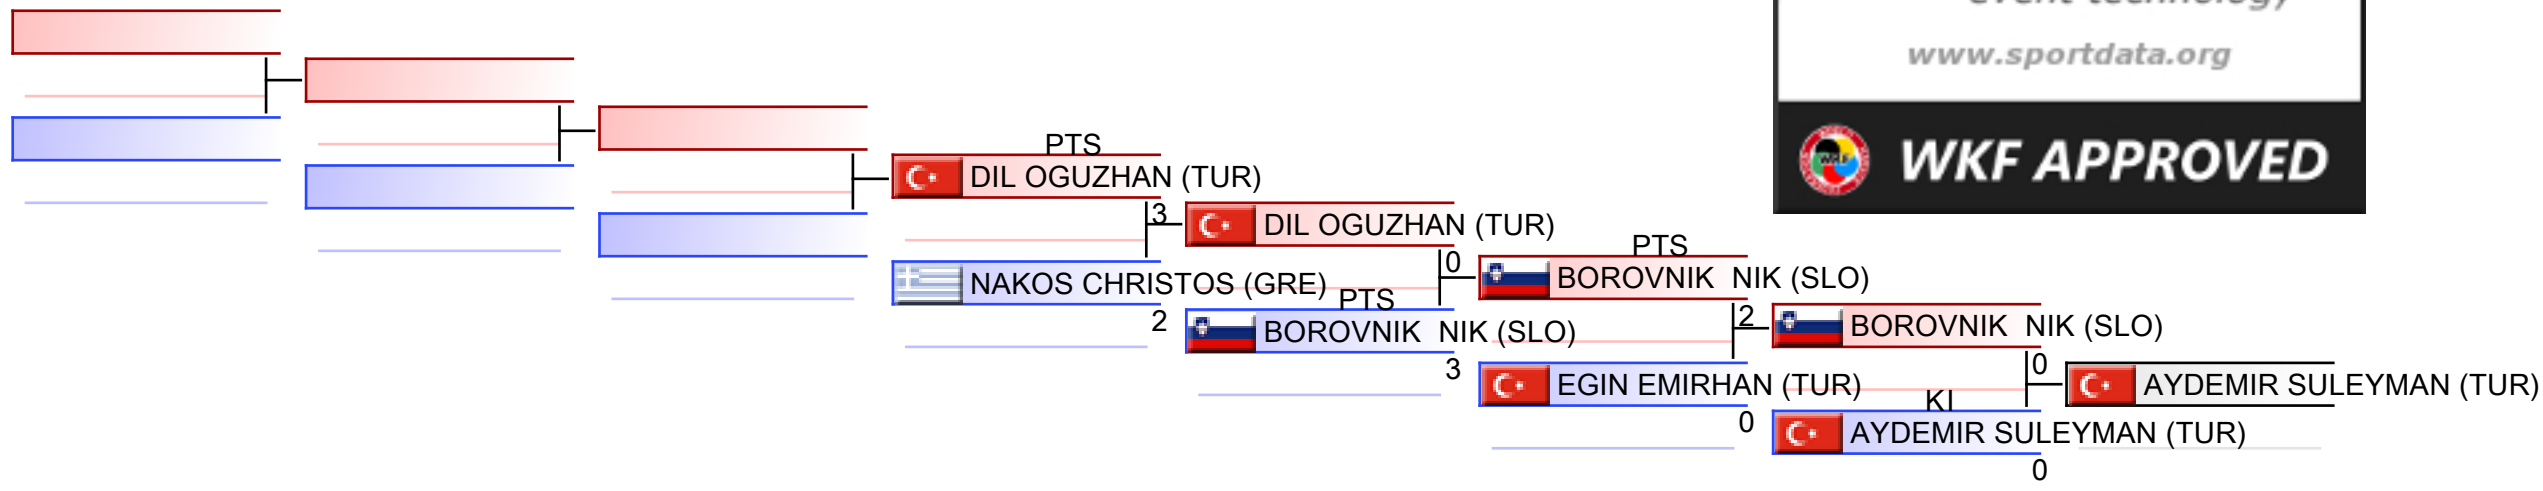 event technology
www.sportdata.org
WKF APPROVED
PTS
DIL OGUZHAN (TUR)
3
NAKOS CHRISTOS (GRE)
2
DIL OGUZHAN (TUR)
0
PTS
BOROVNIK NIK (SLO)
3
PTS
BOROVNIK NIK (SLO)
2
EGIN EMIRHAN (TUR)
0
BOROVNIK NIK (SLO)
0
KI
AYDEMIR SULEYMAN (TUR)
0
AYDEMIR SULEYMAN (TUR)